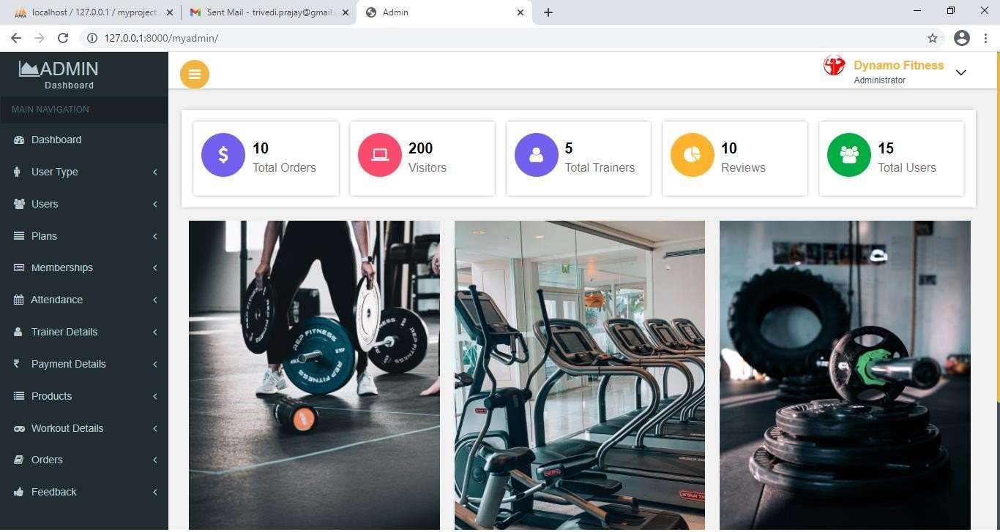 localhost / 127.0.0.1 / myproject
Sent Mail - trivedi.prajay@gmail.
Admin
127.0.0.1:8000/myadmin/
ADMIN
Dashboard
Dynamo Fitness
Administrator
MAIN NAVIGATION
Dashboard
User Type
Users
Plans
Memberships
Attendance
Trainer Details
Payment Details
Products
Workout Details
Orders
Feedback
10
Total Orders
200
Visitors
5
Total Trainers
10
Reviews
15
Total Users
REP FITNESS
REP FITNESS
REP FITNESS
STAR TRAC